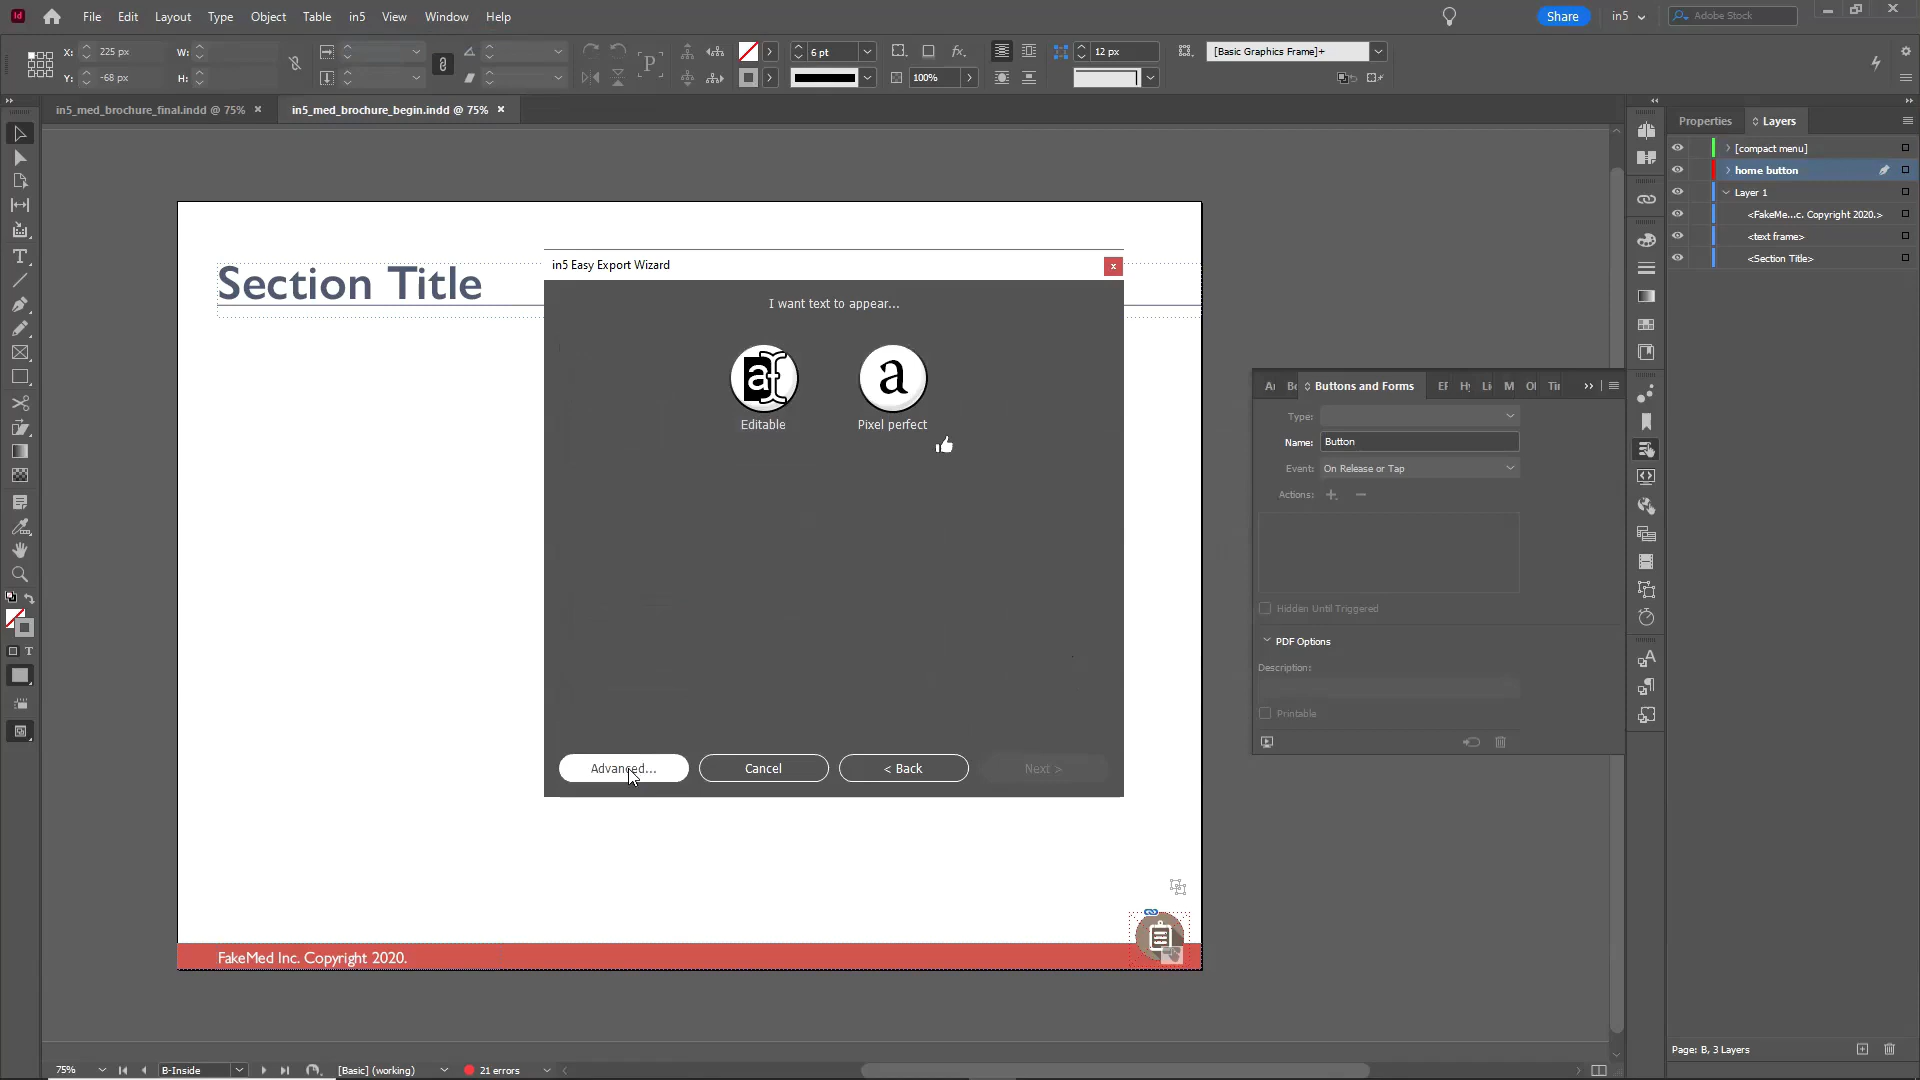 File Edit Layout Type Object Table in5 View Window Help Share in5 Adobe Stock
X: 225 px W: 6 pt 12 px [Basic Graphics Frame]+
Y: -68 px H: 100%
in5_med_brochure_final.indd @ 75% in5_med_brochure_begin.indd @ 75%
Properties Layers
[compact menu]
home button
Layer 1
<FakeMe...c. Copyright 2020.>
<text frame>
<Section Title>
Section Title
in5 Easy Export Wizard
I want text to appear...
Editable Pixel perfect
Advanced... Cancel < Back Next >
Buttons and Forms
Type:
Name: Button
Event: On Release or Tap
Actions:
Hidden Until Triggered
PDF Options
Description:
Printable
FakeMed Inc. Copyright 2020.
75% B-Inside [Basic] (working) 21 errors
Page: B, 3 Layers